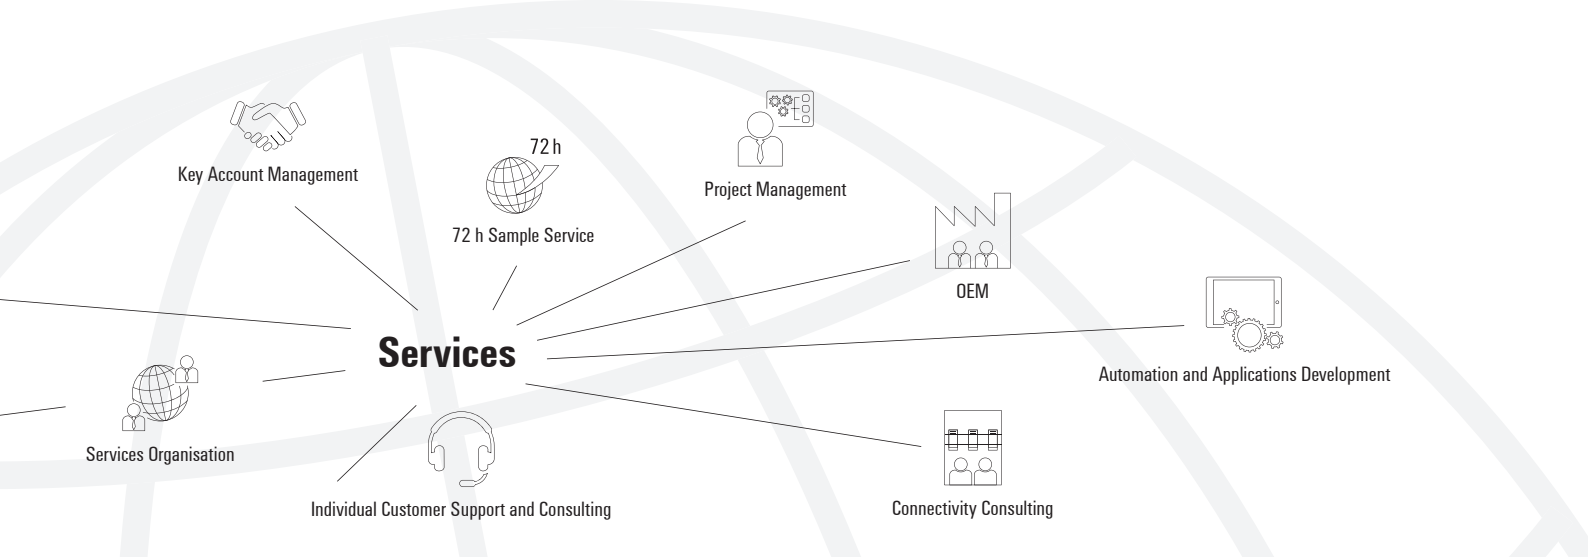 72 h
Key Account Management
Project Management
72 h Sample Service
OEM
Services
Automation and Applications Development
Services Organisation
Individual Customer Support and Consulting
Connectivity Consulting